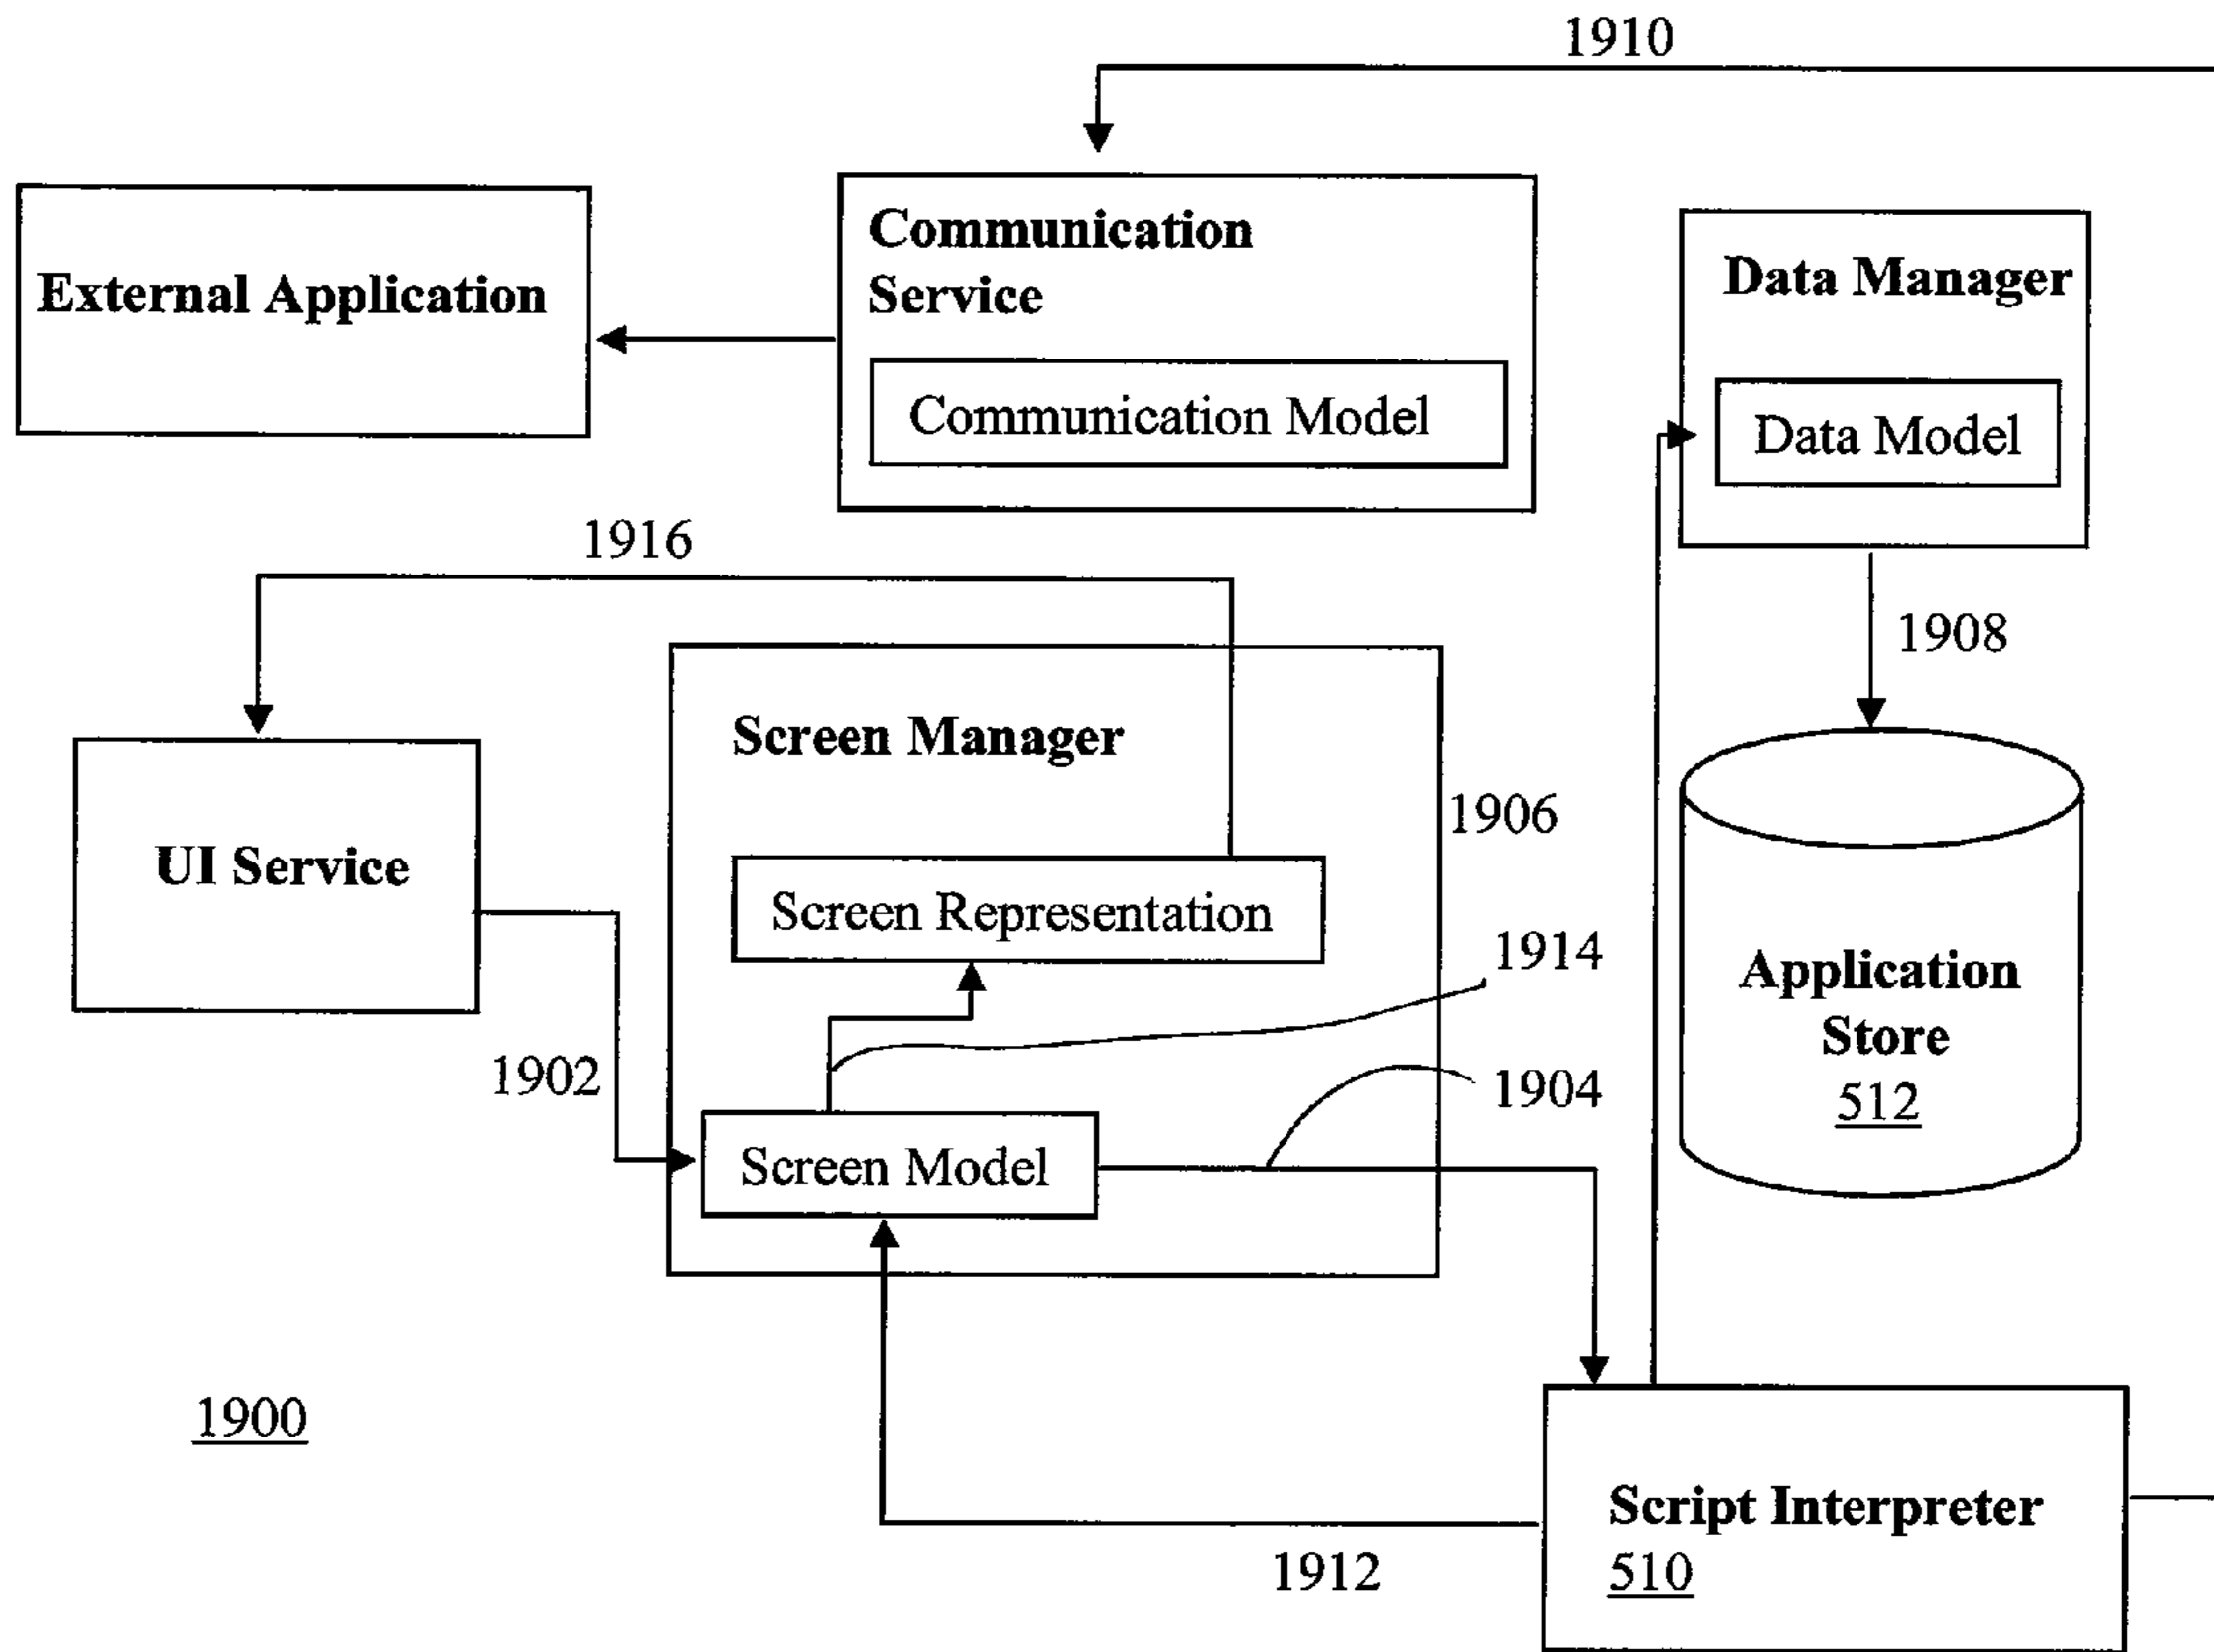 1910
Communication
Service
External Application
Data Manager
Communication Model
Data Model
1916
1908
Screen Manager
1906
UI Service
Screen Representation
1914
Application
Store
512
1902
1904
Screen Model
1900
Script Interpreter
510
1912